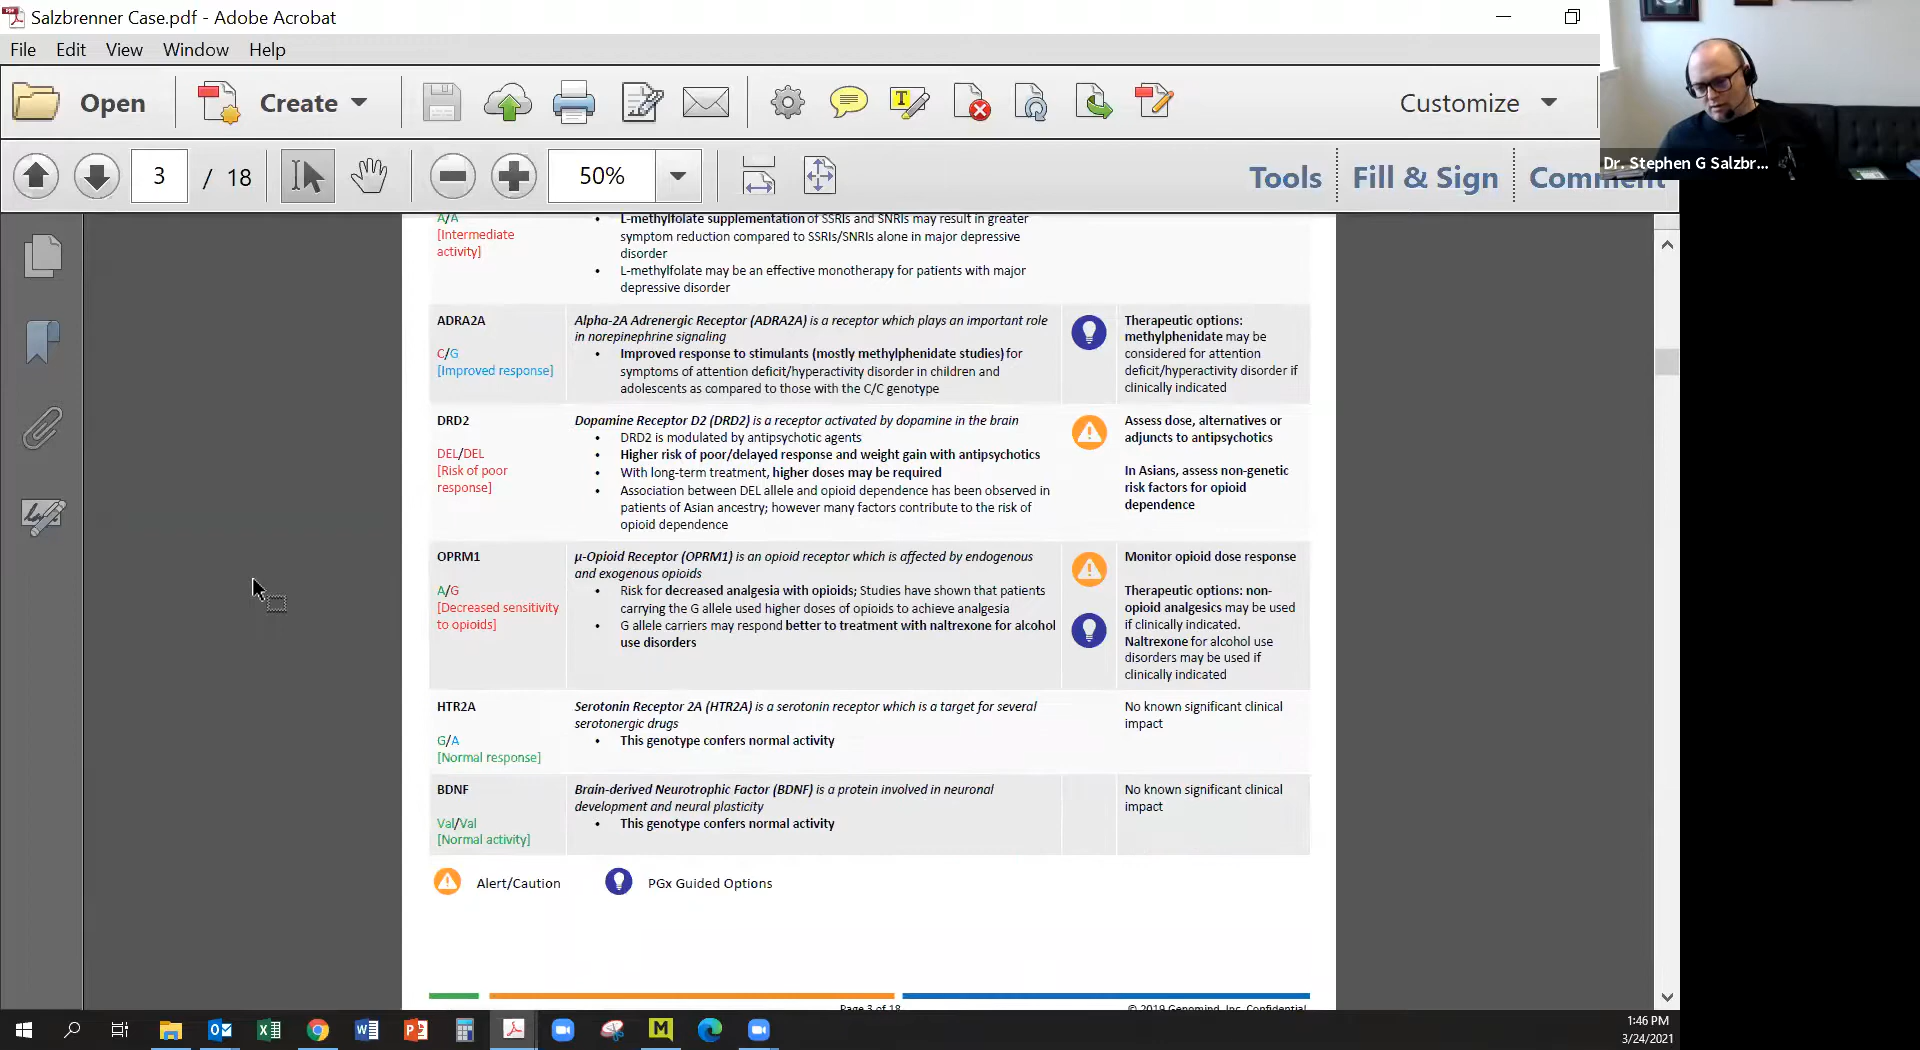 Salzbrenner Case.pdf - Adobe Acrobat
File Edit View Window Help
Open Create Customize
3 / 18 50% Tools Fill & Sign Comment
Dr. Stephen G Salzbr...
A/A
[Intermediate
activity]
L-methylfolate supplementation of SSRIs and SNRIs may result in greater
symptom reduction compared to SSRIs/SNRIs alone in major depressive
disorder
• L-methylfolate may be an effective monotherapy for patients with major
depressive disorder
ADRA2A
C/G
[Improved response]
Alpha-2A Adrenergic Receptor (ADRA2A) is a receptor which plays an important role
in norepinephrine signaling
• Improved response to stimulants (mostly methylphenidate studies) for
symptoms of attention deficit/hyperactivity disorder in children and
adolescents as compared to those with the C/C genotype
Therapeutic options:
methylphenidate may be
considered for attention
deficit/hyperactivity disorder if
clinically indicated
DRD2
DEL/DEL
[Risk of poor
response]
Dopamine Receptor D2 (DRD2) is a receptor activated by dopamine in the brain
• DRD2 is modulated by antipsychotic agents
• Higher risk of poor/delayed response and weight gain with antipsychotics
• With long-term treatment, higher doses may be required
• Association between DEL allele and opioid dependence has been observed in
patients of Asian ancestry; however many factors contribute to the risk of
opioid dependence
Assess dose, alternatives or
adjuncts to antipsychotics
In Asians, assess non-genetic
risk factors for opioid
dependence
OPRM1
A/G
[Decreased sensitivity
to opioids]
μ-Opioid Receptor (OPRM1) is an opioid receptor which is affected by endogenous
and exogenous opioids
• Risk for decreased analgesia with opioids; Studies have shown that patients
carrying the G allele used higher doses of opioids to achieve analgesia
• G allele carriers may respond better to treatment with naltrexone for alcohol
use disorders
Monitor opioid dose response
Therapeutic options: non-
opioid analgesics may be used
if clinically indicated.
Naltrexone for alcohol use
disorders may be used if
clinically indicated
HTR2A
G/A
[Normal response]
Serotonin Receptor 2A (HTR2A) is a serotonin receptor which is a target for several
serotonergic drugs
• This genotype confers normal activity
No known significant clinical
impact
BDNF
Val/Val
[Normal activity]
Brain-derived Neurotrophic Factor (BDNF) is a protein involved in neuronal
development and neural plasticity
• This genotype confers normal activity
No known significant clinical
impact
Alert/Caution PGx Guided Options
Page 3 of 18 © 2019 Genomind, Inc. Confidential
1:46 PM
3/24/2021